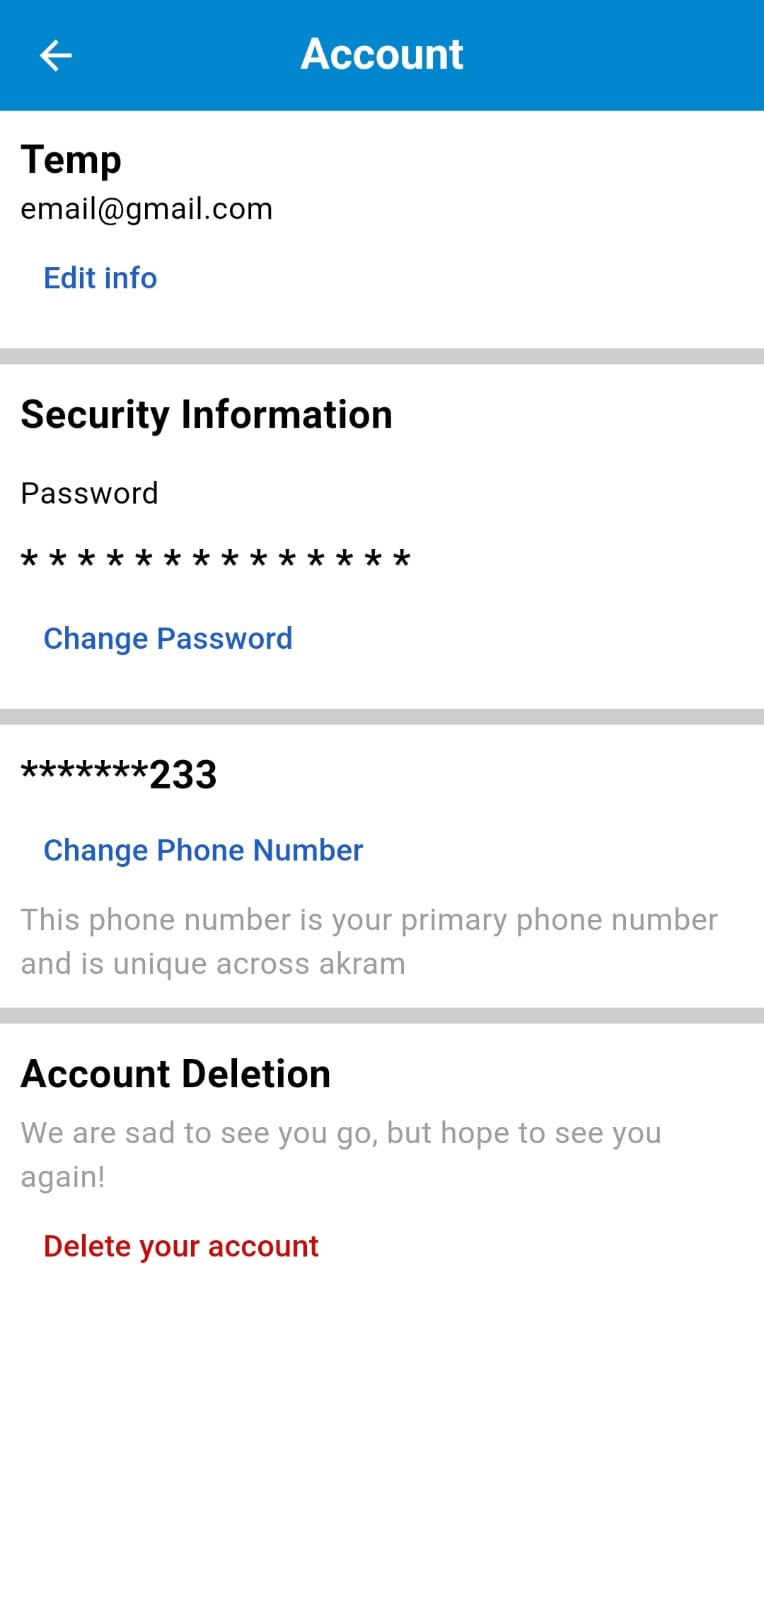 Account
Temp
email@gmail.com
Edit info
Security Information
Password
* * * * * * * * * * * * * *
Change Password
*******233
Change Phone Number
This phone number is your primary phone number
and is unique across akram
Account Deletion
We are sad to see you go, but hope to see you
again!
Delete your account